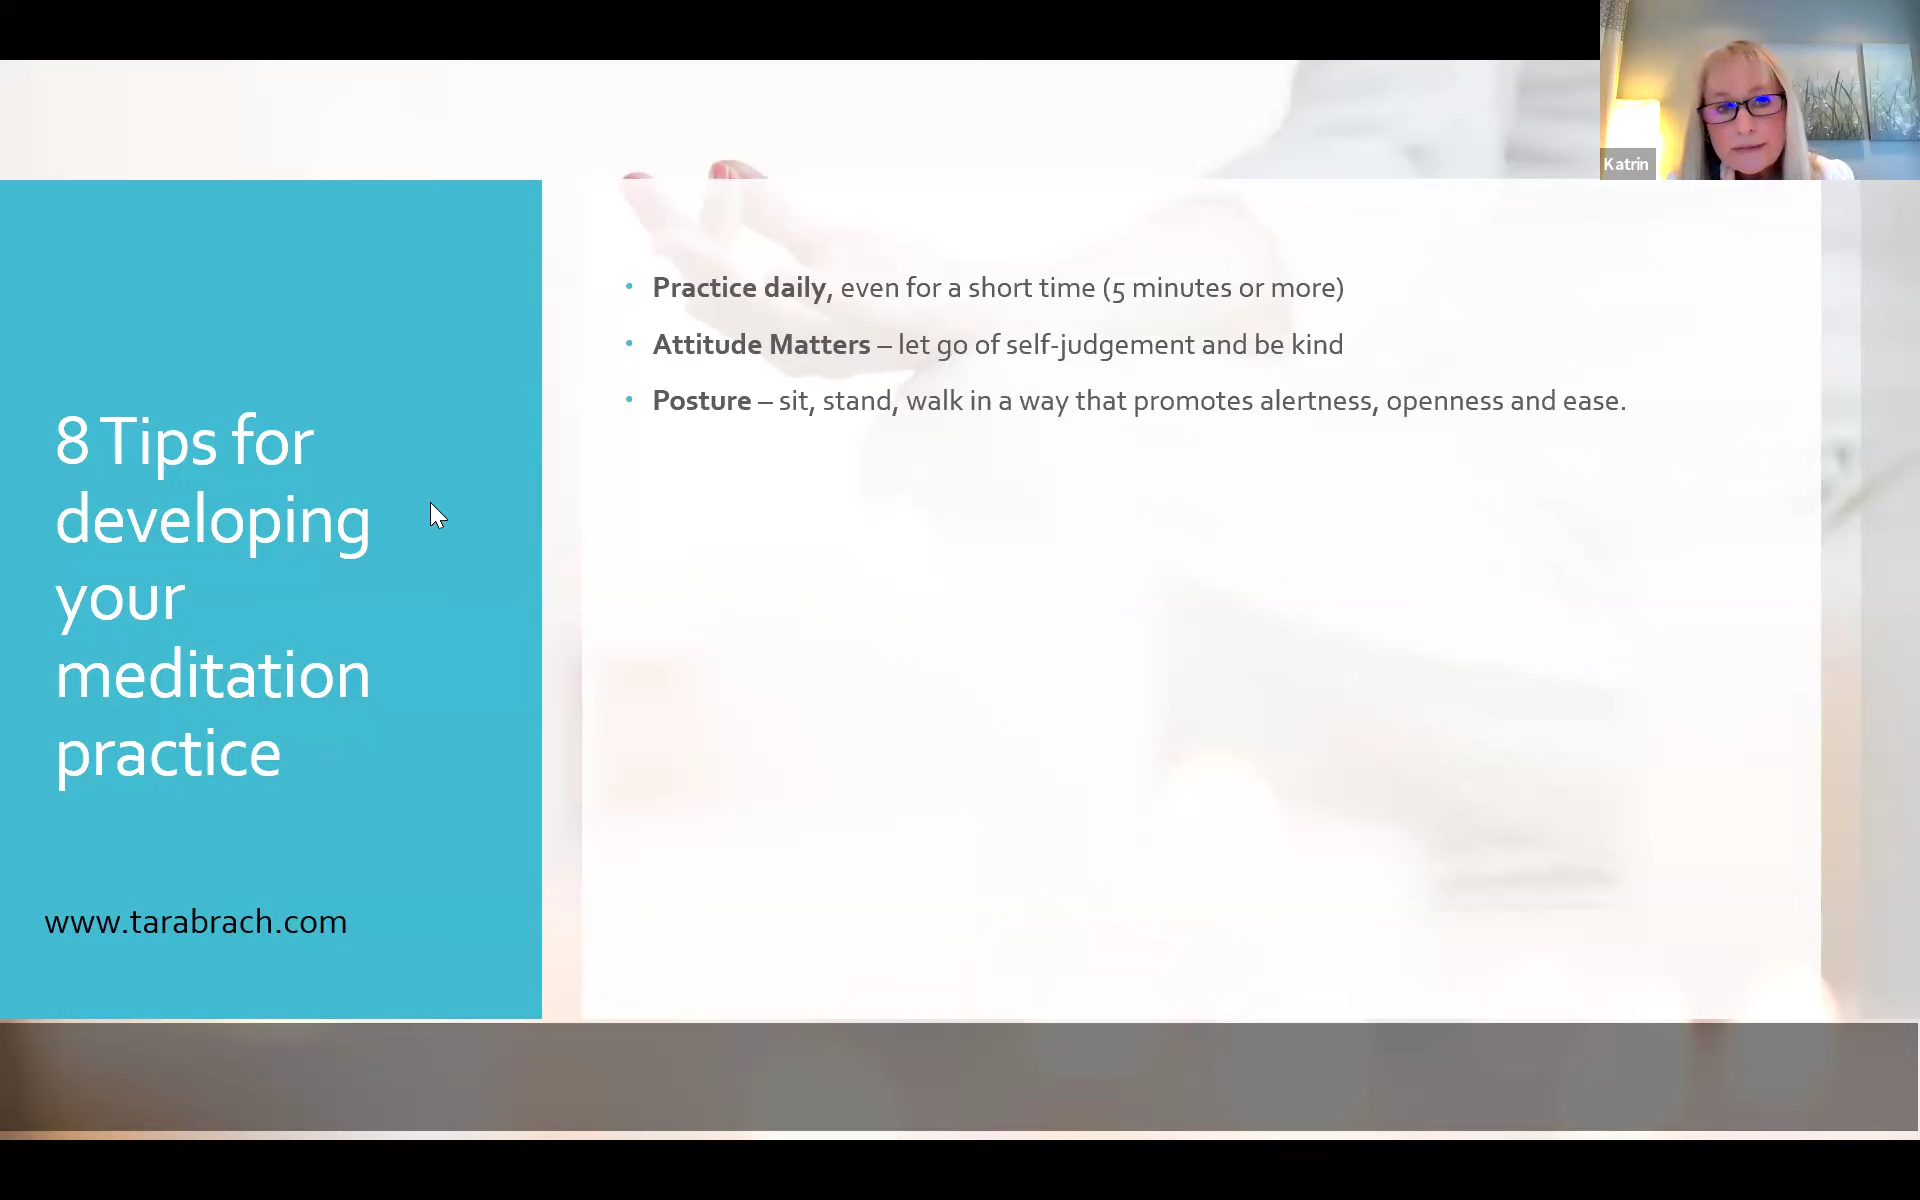 Katrin
8 Tips for
developing
your
meditation
practice
www.tarabrach.com
• Practice daily, even for a short time (5 minutes or more)
• Attitude Matters – let go of self-judgement and be kind
• Posture – sit, stand, walk in a way that promotes alertness, openness and ease.